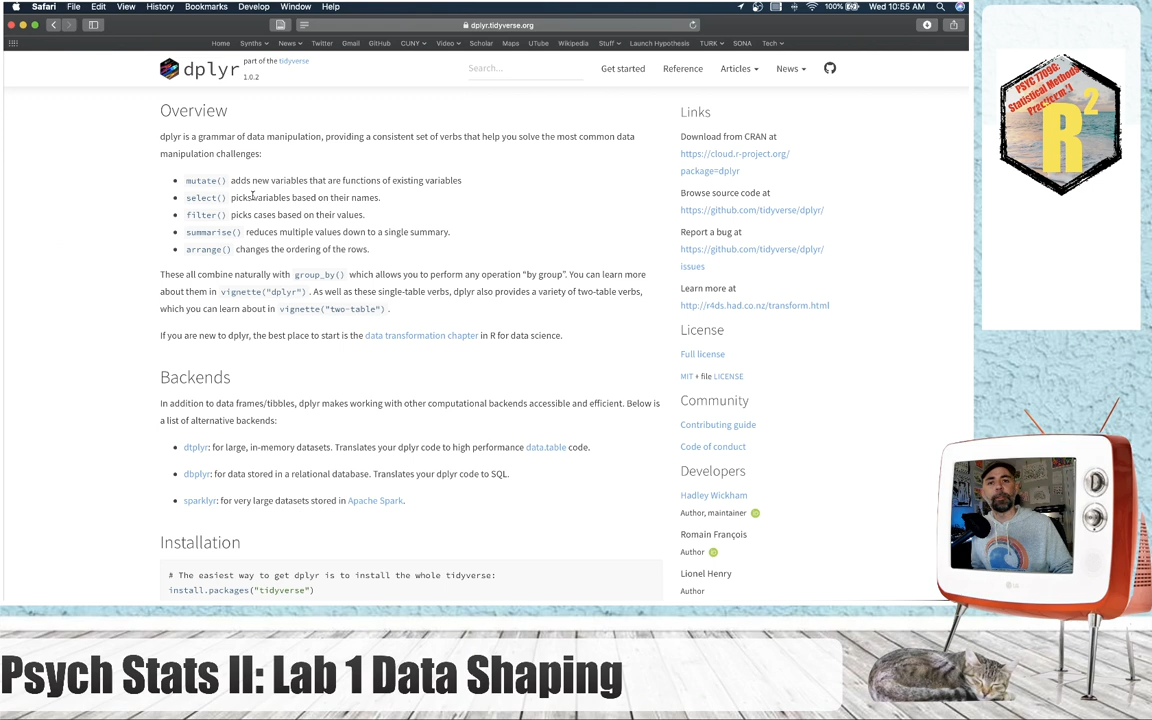 Safari File Edit View History Bookmarks Develop Window Help 100% Wed 10:55 AM
dplyr.tidyverse.org
Home Synths News Twitter Gmail GitHub CUNY Video Scholar Maps UTube Wikipedia Stuff Launch Hypothesis TURK SONA Tech
dplyr part of the tidyverse
1.0.2
Search...
Get started Reference Articles News
Overview
dplyr is a grammar of data manipulation, providing a consistent set of verbs that help you solve the most common data
manipulation challenges:
• mutate() adds new variables that are functions of existing variables
• select() picks variables based on their names.
• filter() picks cases based on their values.
• summarise() reduces multiple values down to a single summary.
• arrange() changes the ordering of the rows.
These all combine naturally with group_by() which allows you to perform any operation “by group”. You can learn more
about them in vignette("dplyr"). As well as these single-table verbs, dplyr also provides a variety of two-table verbs,
which you can learn about in vignette("two-table").
If you are new to dplyr, the best place to start is the data transformation chapter in R for data science.
Backends
In addition to data frames/tibbles, dplyr makes working with other computational backends accessible and efficient. Below is
a list of alternative backends:
• dtplyr: for large, in-memory datasets. Translates your dplyr code to high performance data.table code.
• dbplyr: for data stored in a relational database. Translates your dplyr code to SQL.
• sparklyr: for very large datasets stored in Apache Spark.
Installation
# The easiest way to get dplyr is to install the whole tidyverse:
install.packages("tidyverse")
Links
Download from CRAN at
https://cloud.r-project.org/
package=dplyr
Browse source code at
https://github.com/tidyverse/dplyr/
Report a bug at
https://github.com/tidyverse/dplyr/
issues
Learn more at
http://r4ds.had.co.nz/transform.html
License
Full license
MIT + file LICENSE
Community
Contributing guide
Code of conduct
Developers
Hadley Wickham
Author, maintainer
Romain François
Author
Lionel Henry
Author
PSYC 7709G:
Statistical Methods
Practicum I
R2
LG
Psych Stats II: Lab 1 Data Shaping